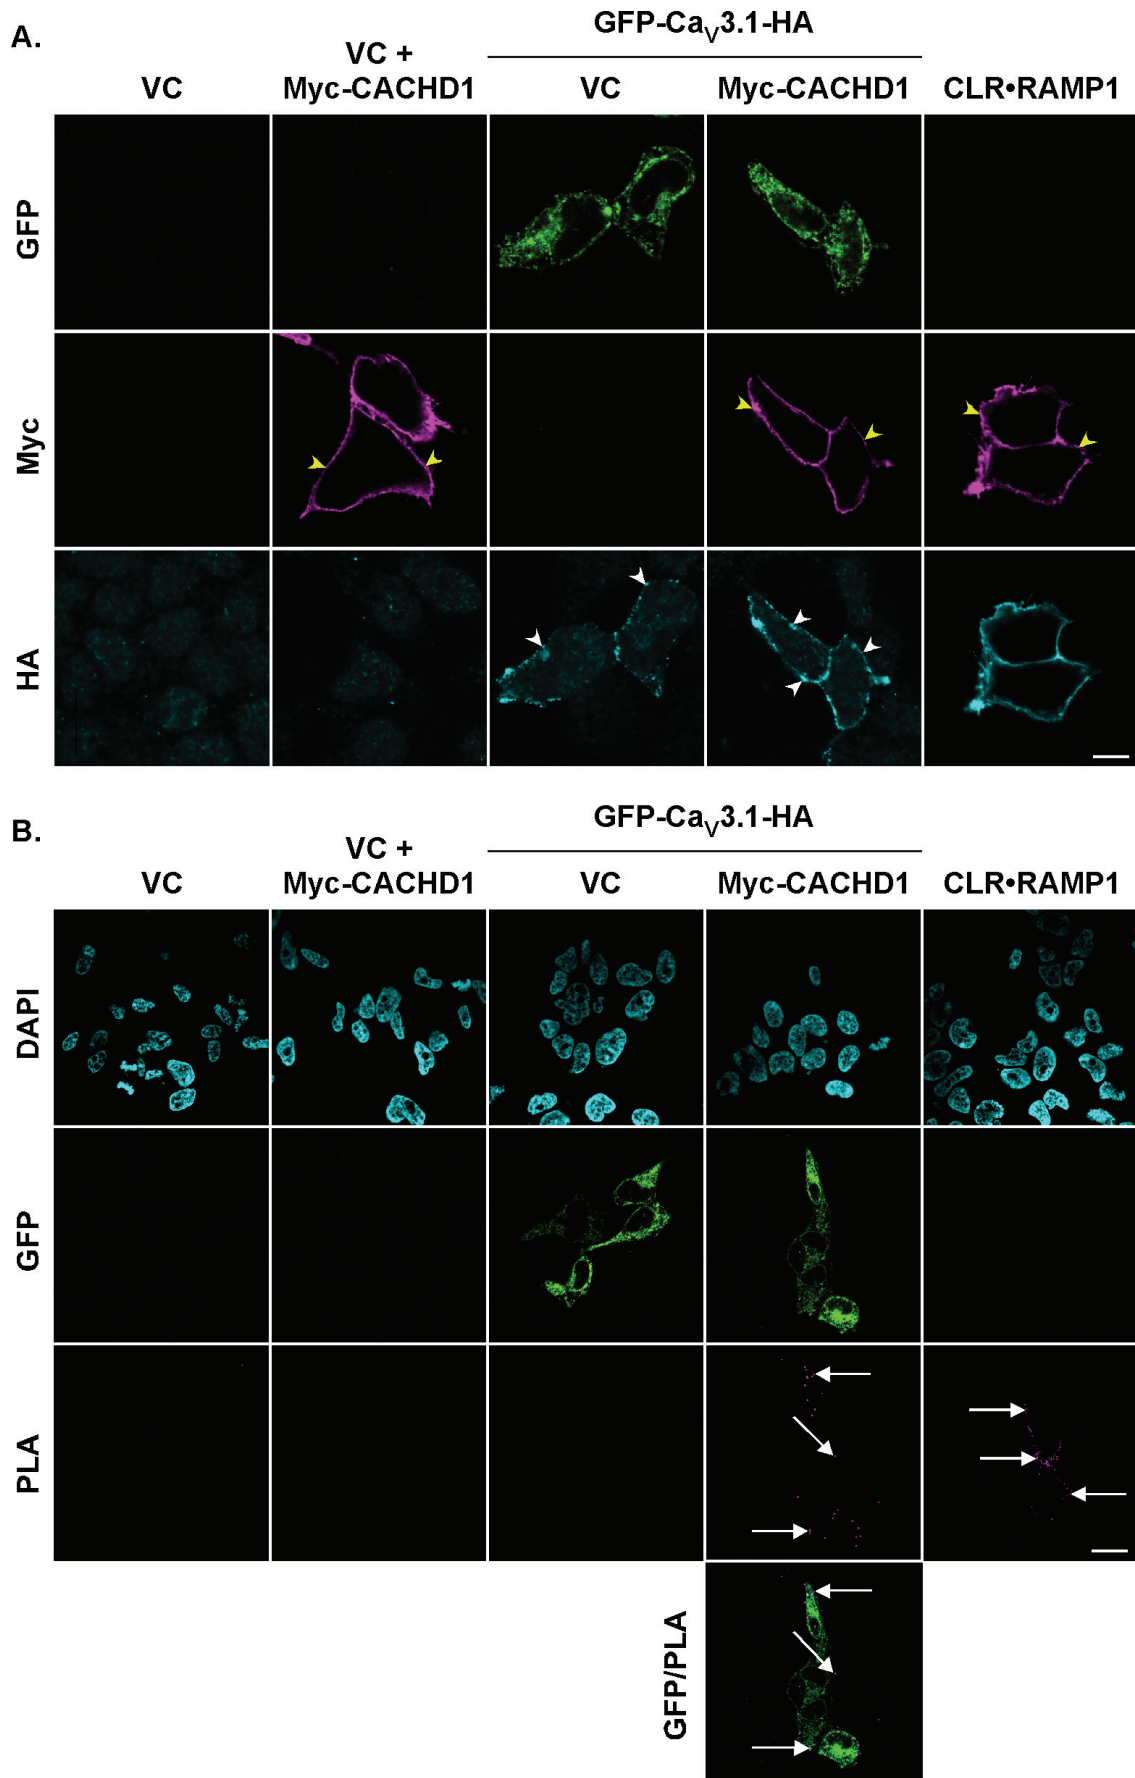 A.
GFP-CaV3.1-HA
VC
VC +
Myc-CACHD1
VC
Myc-CACHD1
CLR•RAMP1
GFP
Myc
HA
B.
GFP-CaV3.1-HA
VC
VC +
Myc-CACHD1
VC
Myc-CACHD1
CLR•RAMP1
DAPI
GFP
PLA
GFP/PLA